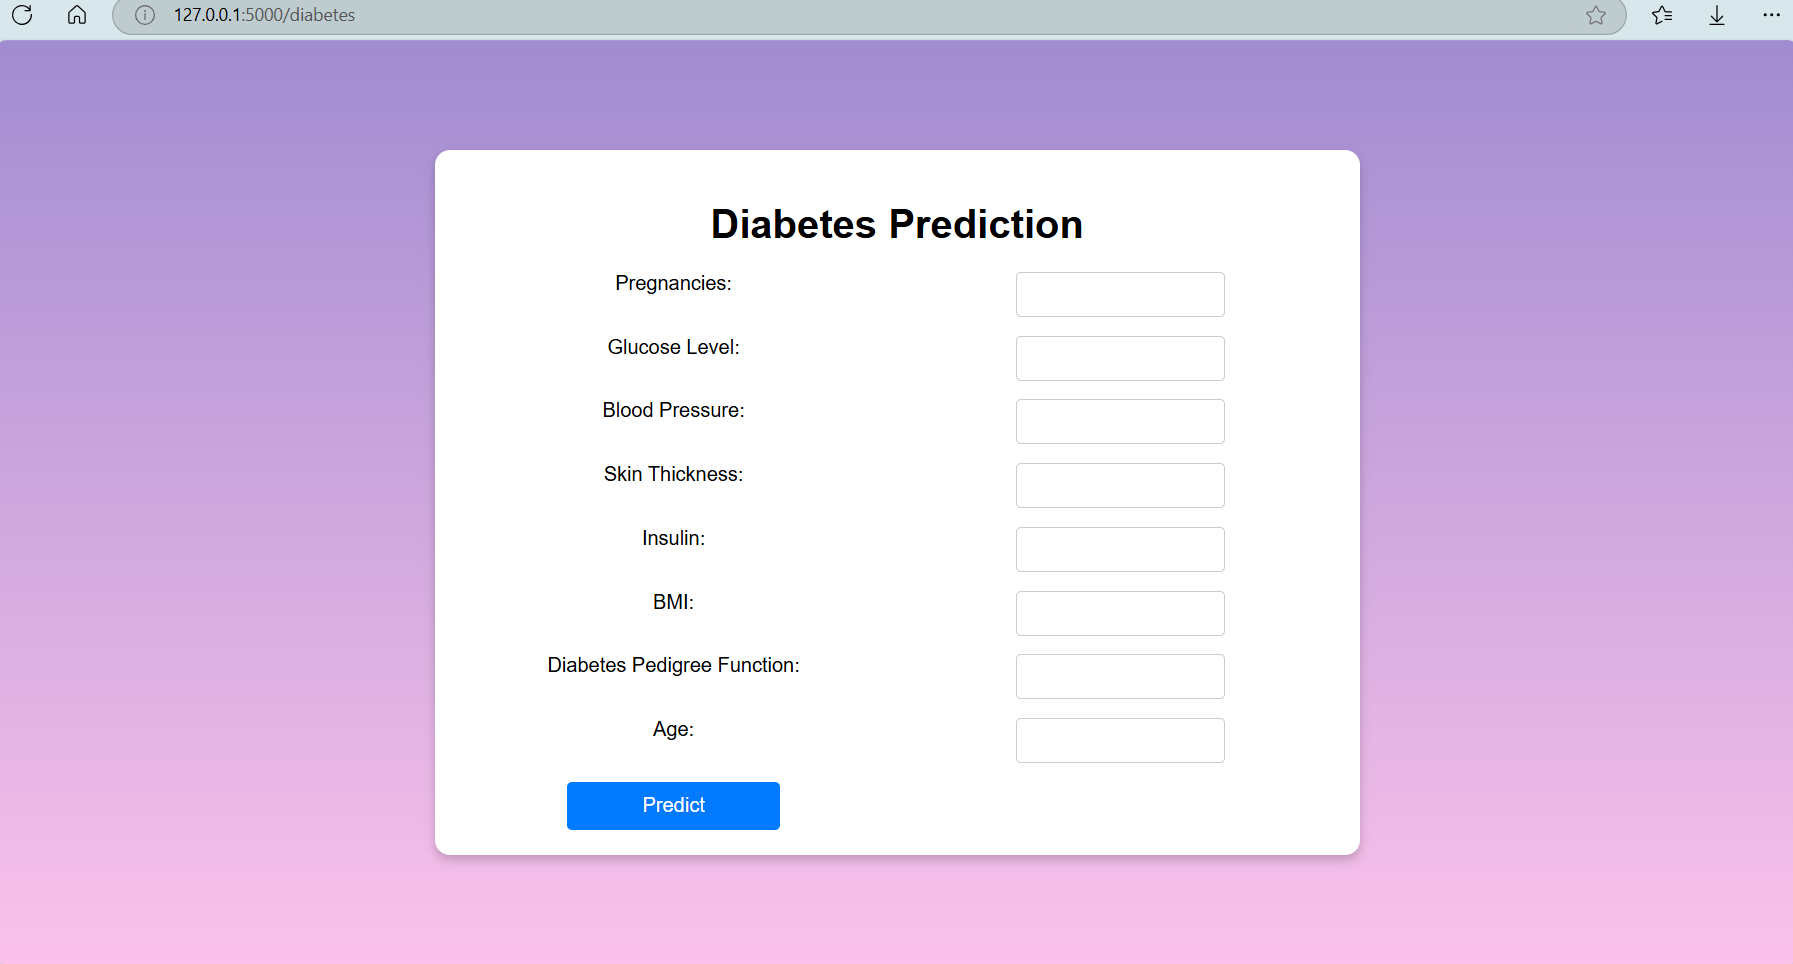 127.0.0.1:5000/diabetes
Diabetes Prediction
Pregnancies:
Glucose Level:
Blood Pressure:
Skin Thickness:
Insulin:
BMI:
Diabetes Pedigree Function:
Age:
Predict